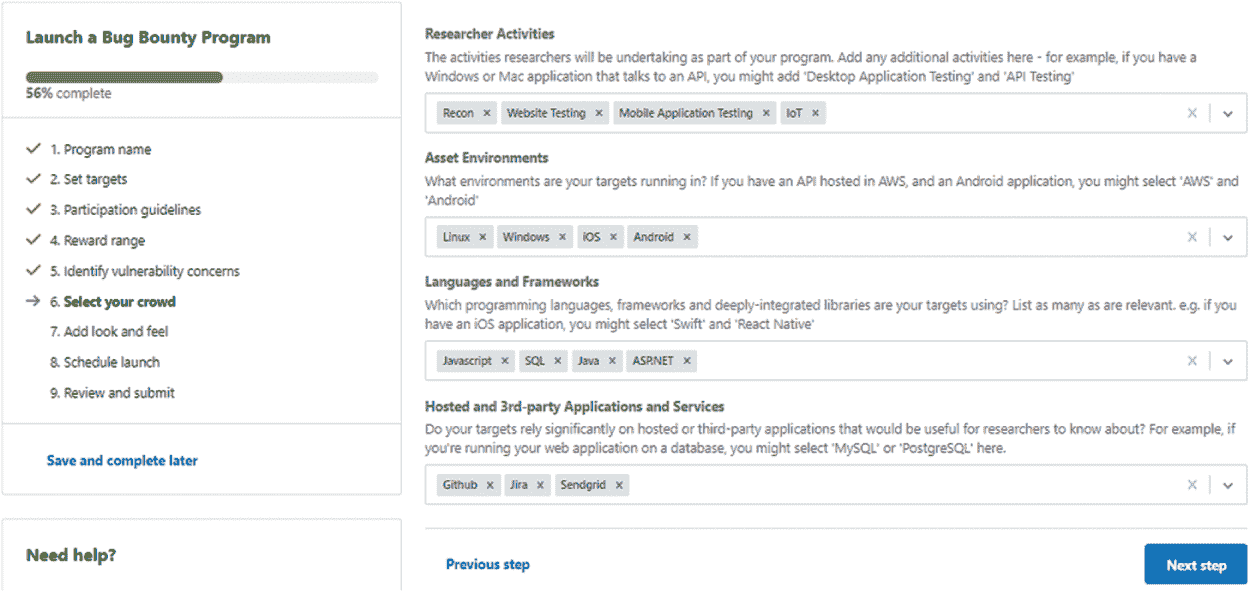 Launch a Bug Bounty Program
56% complete
1. Program name
2. Set targets
3. Participation guidelines
4. Reward range
5. Identify vulnerability concerns
6. Select your crowd
7. Add look and feel
8. Schedule launch
9. Review and submit
Save and complete later
Need help?
Researcher Activities
The activities researchers will be undertaking as part of your program. Add any additional activities here - for example, if you have a
Windows or Mac application that talks to an API, you might add 'Desktop Application Testing' and 'API Testing'
Recon × Website Testing × Mobile Application Testing × IoT ×
Asset Environments
What environments are your targets running in? If you have an API hosted in AWS, and an Android application, you might select 'AWS' and
'Android'
Linux × Windows × iOS × Android ×
Languages and Frameworks
Which programming languages, frameworks and deeply-integrated libraries are your targets using? List as many as are relevant. e.g. if you
have an iOS application, you might select 'Swift' and 'React Native'
Javascript × SQL × Java × ASP.NET ×
Hosted and 3rd-party Applications and Services
Do your targets rely significantly on hosted or third-party applications that would be useful for researchers to know about? For example, if
you're running your web application on a database, you might select 'MySQL' or 'PostgreSQL' here.
Github × Jira × Sendgrid ×
Previous step
Next step